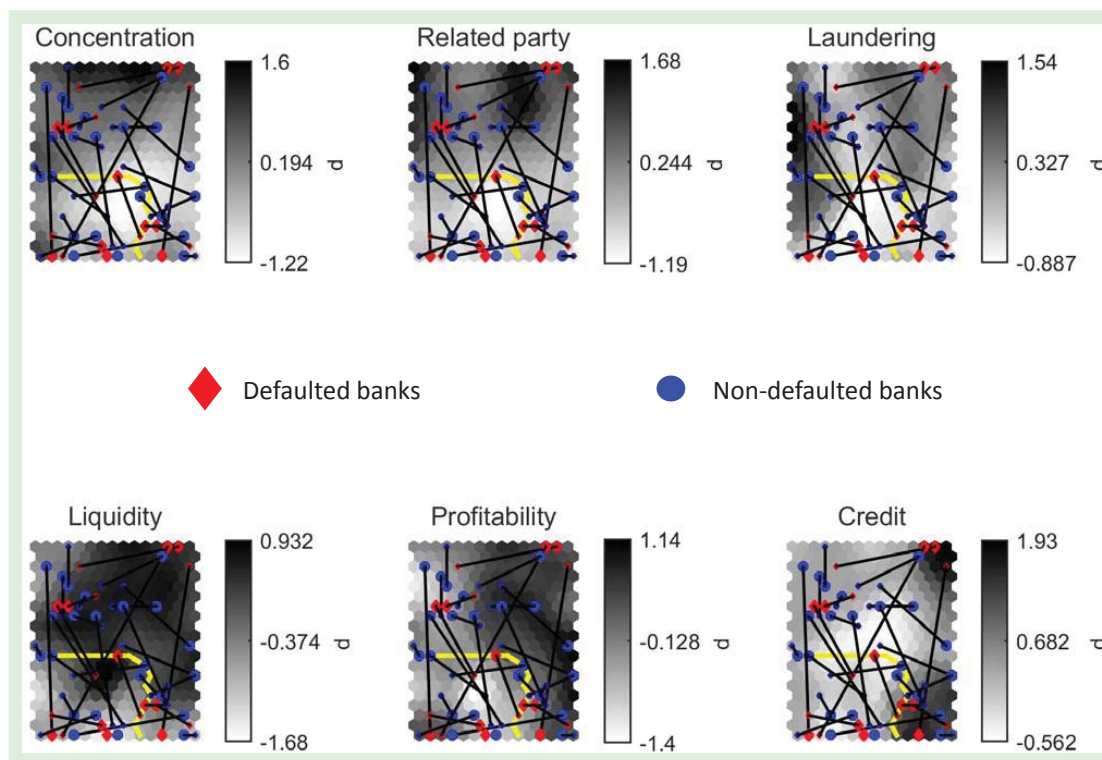 Concentration
1.6
0.194
-1.22
d
Related party
1.68
0.244
-1.19
d
Laundering
1.54
0.327
-0.887
d
Defaulted banks
Non-defaulted banks
Liquidity
0.932
-0.374
-1.68
d
Profitability
1.14
-0.128
-1.4
d
Credit
1.93
0.682
-0.562
d